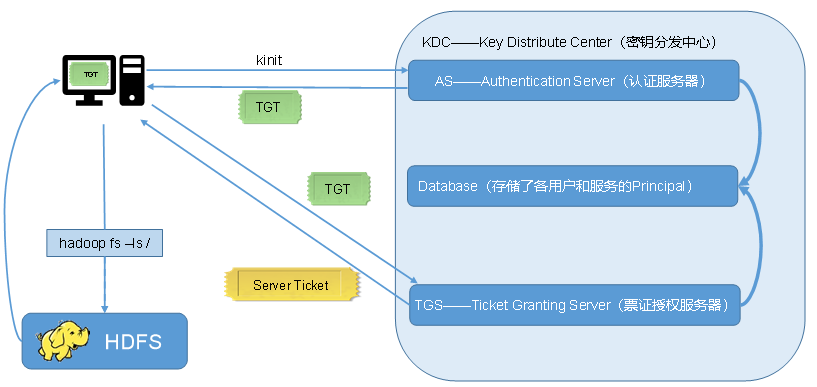 KDC——Key Distribute Center（密钥分发中心）
TGT
kinit
AS——Authentication Server（认证服务器）
TGT
TGT
Database（存储了各用户和服务的Principal）
hadoop fs –ls /
Server Ticket
TGS——Ticket Granting Server（票证授权服务器）
HDFS